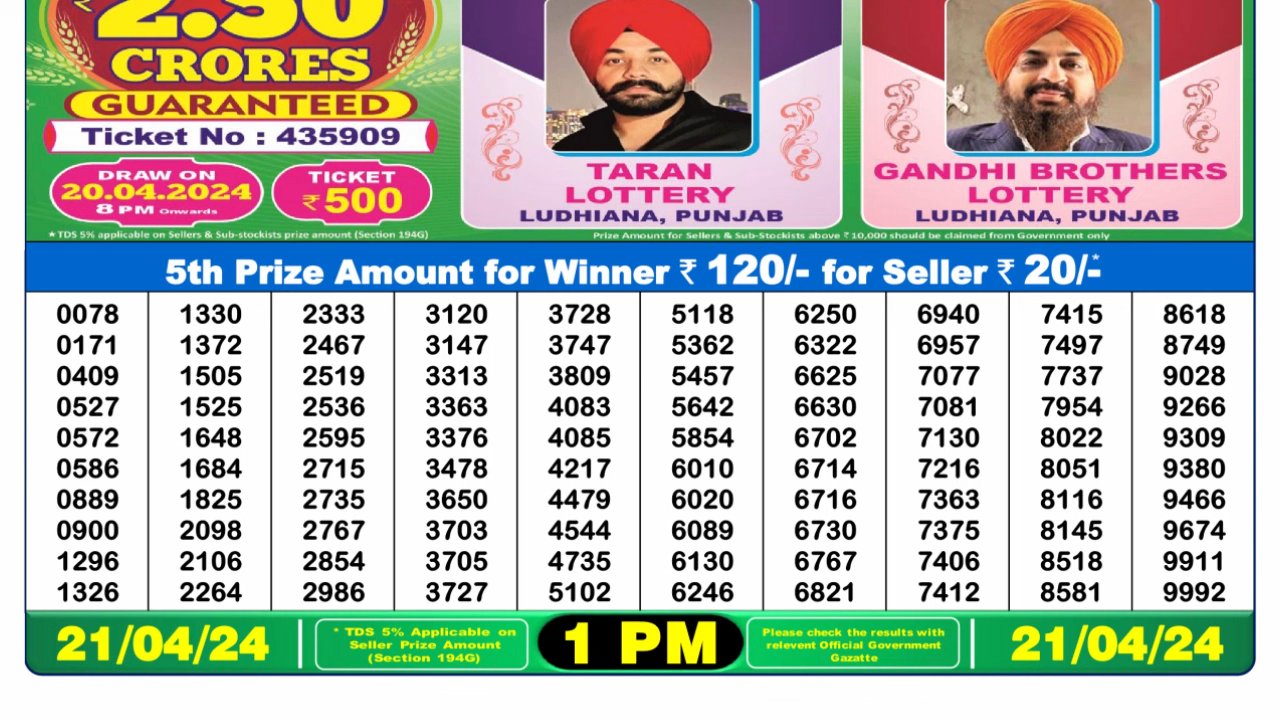 ₹ 2.50
CRORES
GUARANTEED
Ticket No : 435909
DRAW ON
20.04.2024
8 PM Onwards
TICKET
₹ 500
TARAN
LOTTERY
LUDHIANA, PUNJAB
GANDHI BROTHERS
LOTTERY
LUDHIANA, PUNJAB
★ TDS 5% applicable on Sellers & Sub-stockists prize amount (Section 194G)
Prize Amount for Sellers & Sub-Stockists above ₹ 10,000 should be claimed from Government only
5th Prize Amount for Winner ₹ 120/- for Seller ₹ 20/-*
0078 1330 2333 3120 3728 5118 6250 6940 7415 8618
0171 1372 2467 3147 3747 5362 6322 6957 7497 8749
0409 1505 2519 3313 3809 5457 6625 7077 7737 9028
0527 1525 2536 3363 4083 5642 6630 7081 7954 9266
0572 1648 2595 3376 4085 5854 6702 7130 8022 9309
0586 1684 2715 3478 4217 6010 6714 7216 8051 9380
0889 1825 2735 3650 4479 6020 6716 7363 8116 9466
0900 2098 2767 3703 4544 6089 6730 7375 8145 9674
1296 2106 2854 3705 4735 6130 6767 7406 8518 9911
1326 2264 2986 3727 5102 6246 6821 7412 8581 9992
21/04/24
* TDS 5% Applicable on
Seller Prize Amount
(Section 194G)
1 PM
Please check the results with
relevent Official Government
Gazatte
21/04/24